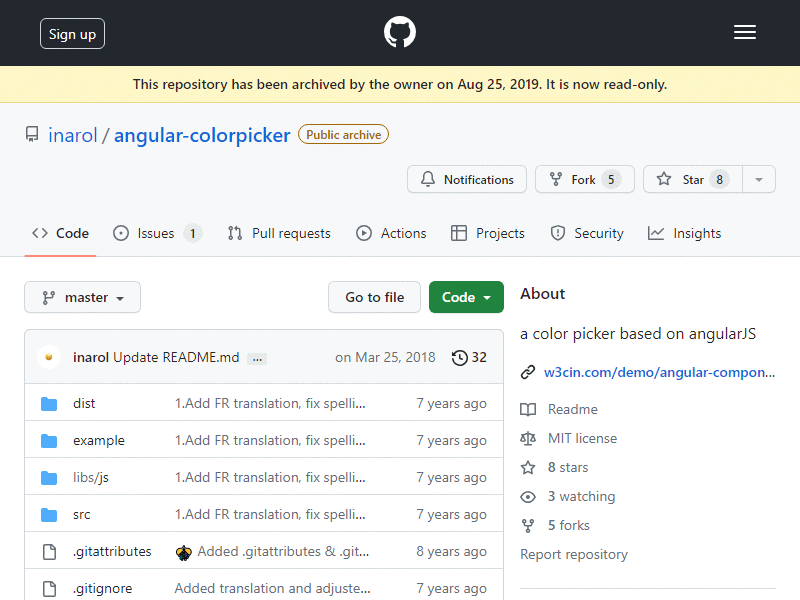 Sign up
This repository has been archived by the owner on Aug 25, 2019. It is now read-only.
inarol / angular-colorpicker Public archive
Notifications Fork 5 Star 8
Code Issues 1 Pull requests Actions Projects Security Insights
master Go to file Code
About
a color picker based on angularJS
w3cin.com/demo/angular-compon...
Readme
MIT license
8 stars
3 watching
5 forks
Report repository
inarol Update README.md ... on Mar 25, 2018 32
dist 1.Add FR translation, fix spelli... 7 years ago
example 1.Add FR translation, fix spelli... 7 years ago
libs/js 1.Add FR translation, fix spelli... 7 years ago
src 1.Add FR translation, fix spelli... 7 years ago
.gitattributes Added .gitattributes & .git... 8 years ago
.gitignore Added translation and adjuste... 7 years ago